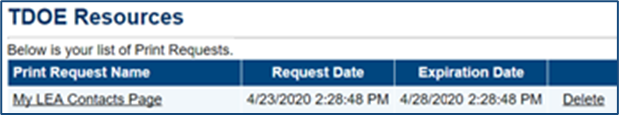 TDOE Resources
Below is your list of Print Requests.
Print Request Name Request Date Expiration Date
My LEA Contacts Page 4/23/2020 2:28:48 PM 4/28/2020 2:28:48 PM Delete